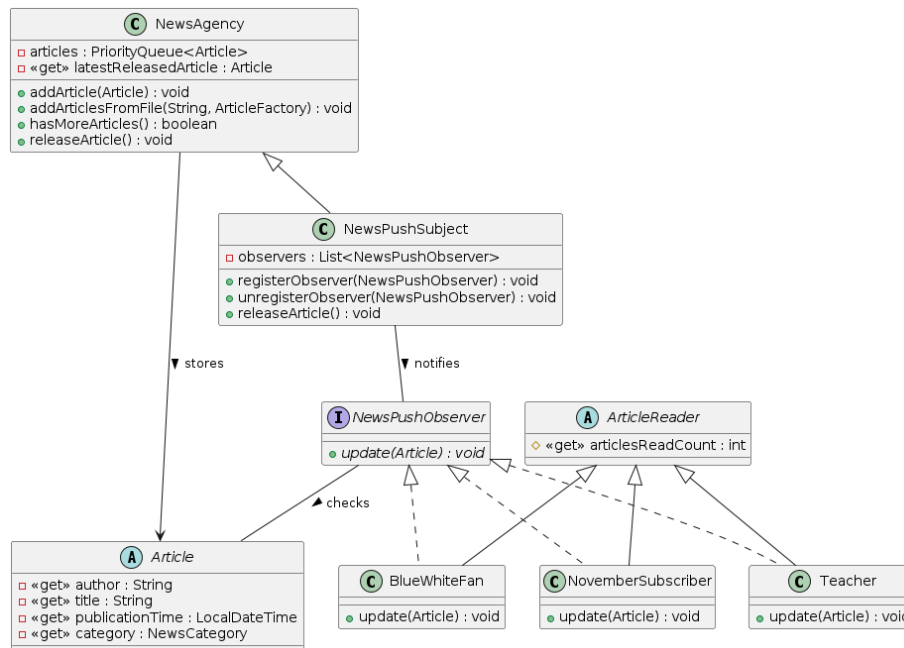 C NewsAgency
articles : PriorityQueue<Article>
«get» latestReleasedArticle : Article
addArticle(Article) : void
addArticlesFromFile(String, ArticleFactory) : void
hasMoreArticles() : boolean
releaseArticle() : void
C NewsPushSubject
observers : List<NewsPushObserver>
registerObserver(NewsPushObserver) : void
unregisterObserver(NewsPushObserver) : void
releaseArticle() : void
stores
notifies
I NewsPushObserver
update(Article) : void
A ArticleReader
«get» articlesReadCount : int
checks
A Article
«get» author : String
«get» title : String
«get» publicationTime : LocalDateTime
«get» category : NewsCategory
C BlueWhiteFan
update(Article) : void
C NovemberSubscriber
update(Article) : void
C Teacher
update(Article) : void